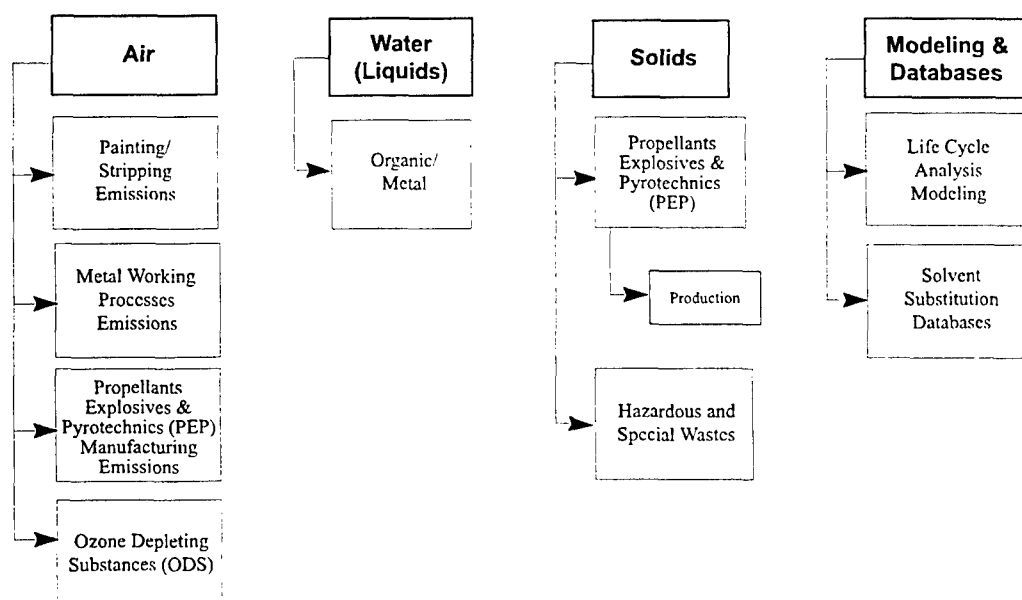 Air
Painting/
Stripping
Emissions
Metal Working
Processes
Emissions
Propellants
Explosives &
Pyrotechnics (PEP)
Manufacturing
Emissions
Ozone Depleting
Substances (ODS)
Water
(Liquids)
Organic/
Metal
Solids
Propellants
Explosives &
Pyrotechnics
(PEP)
Production
Hazardous and
Special Wastes
Modeling &
Databases
Life Cycle
Analysis
Modeling
Solvent
Substitution
Databases